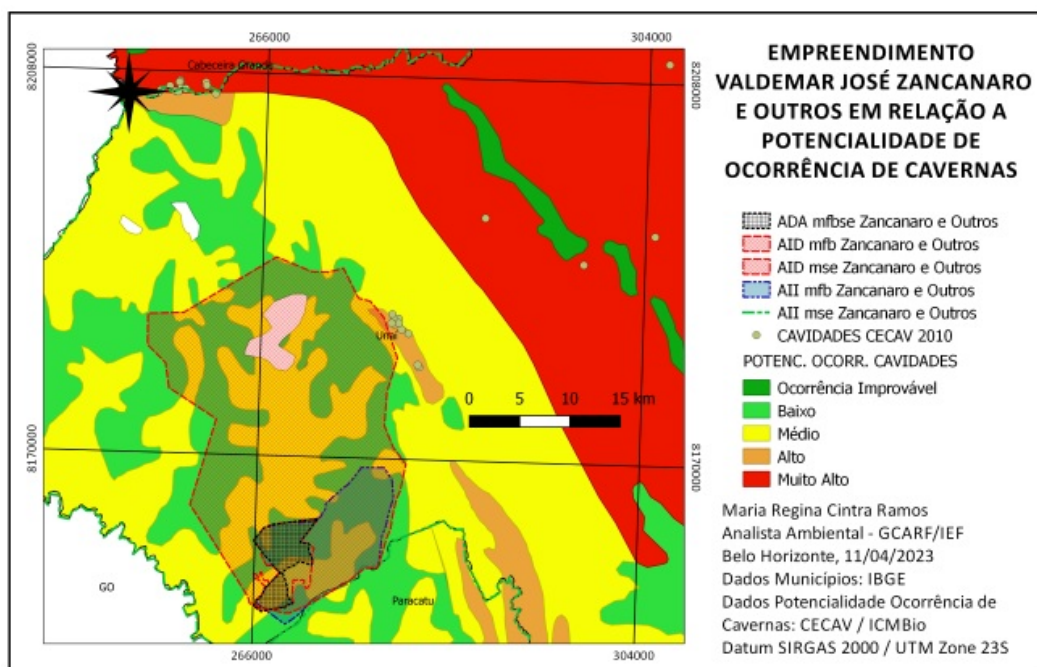 266000
304000
8208000
Cabeceira Grande
8208000
Unaí
0 5 10 15 km
8170000
8170000
GO
Paracatu
266000
304000
EMPREENDIMENTO
VALDEMAR JOSÉ ZANCANARO
E OUTROS EM RELAÇÃO A
POTENCIALIDADE DE
OCORRÊNCIA DE CAVERNAS
ADA mfbse Zancanaro e Outros
AID mfb Zancanaro e Outros
AID mse Zancanaro e Outros
AII mfb Zancanaro e Outros
AII mse Zancanaro e Outros
CAVIDADES CECAV 2010
POTENC. OCORR. CAVIDADES
Ocorrência Improvável
Baixo
Médio
Alto
Muito Alto
Maria Regina Cintra Ramos
Analista Ambiental - GCARF/IEF
Belo Horizonte, 11/04/2023
Dados Municípios: IBGE
Dados Potencialidade Ocorrência de
Cavernas: CECAV / ICMBio
Datum SIRGAS 2000 / UTM Zone 23S